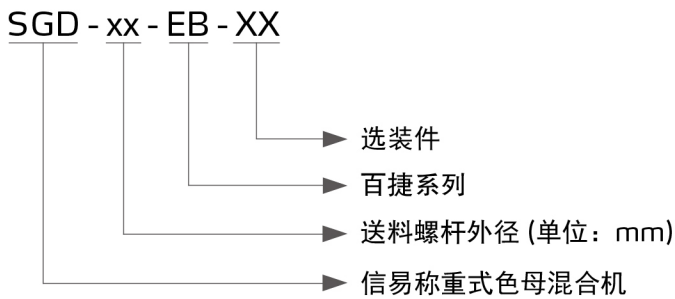 SGD - xx - EB - XX
选装件
百捷系列
送料螺杆外径 (单位：mm)
信易称重式色母混合机